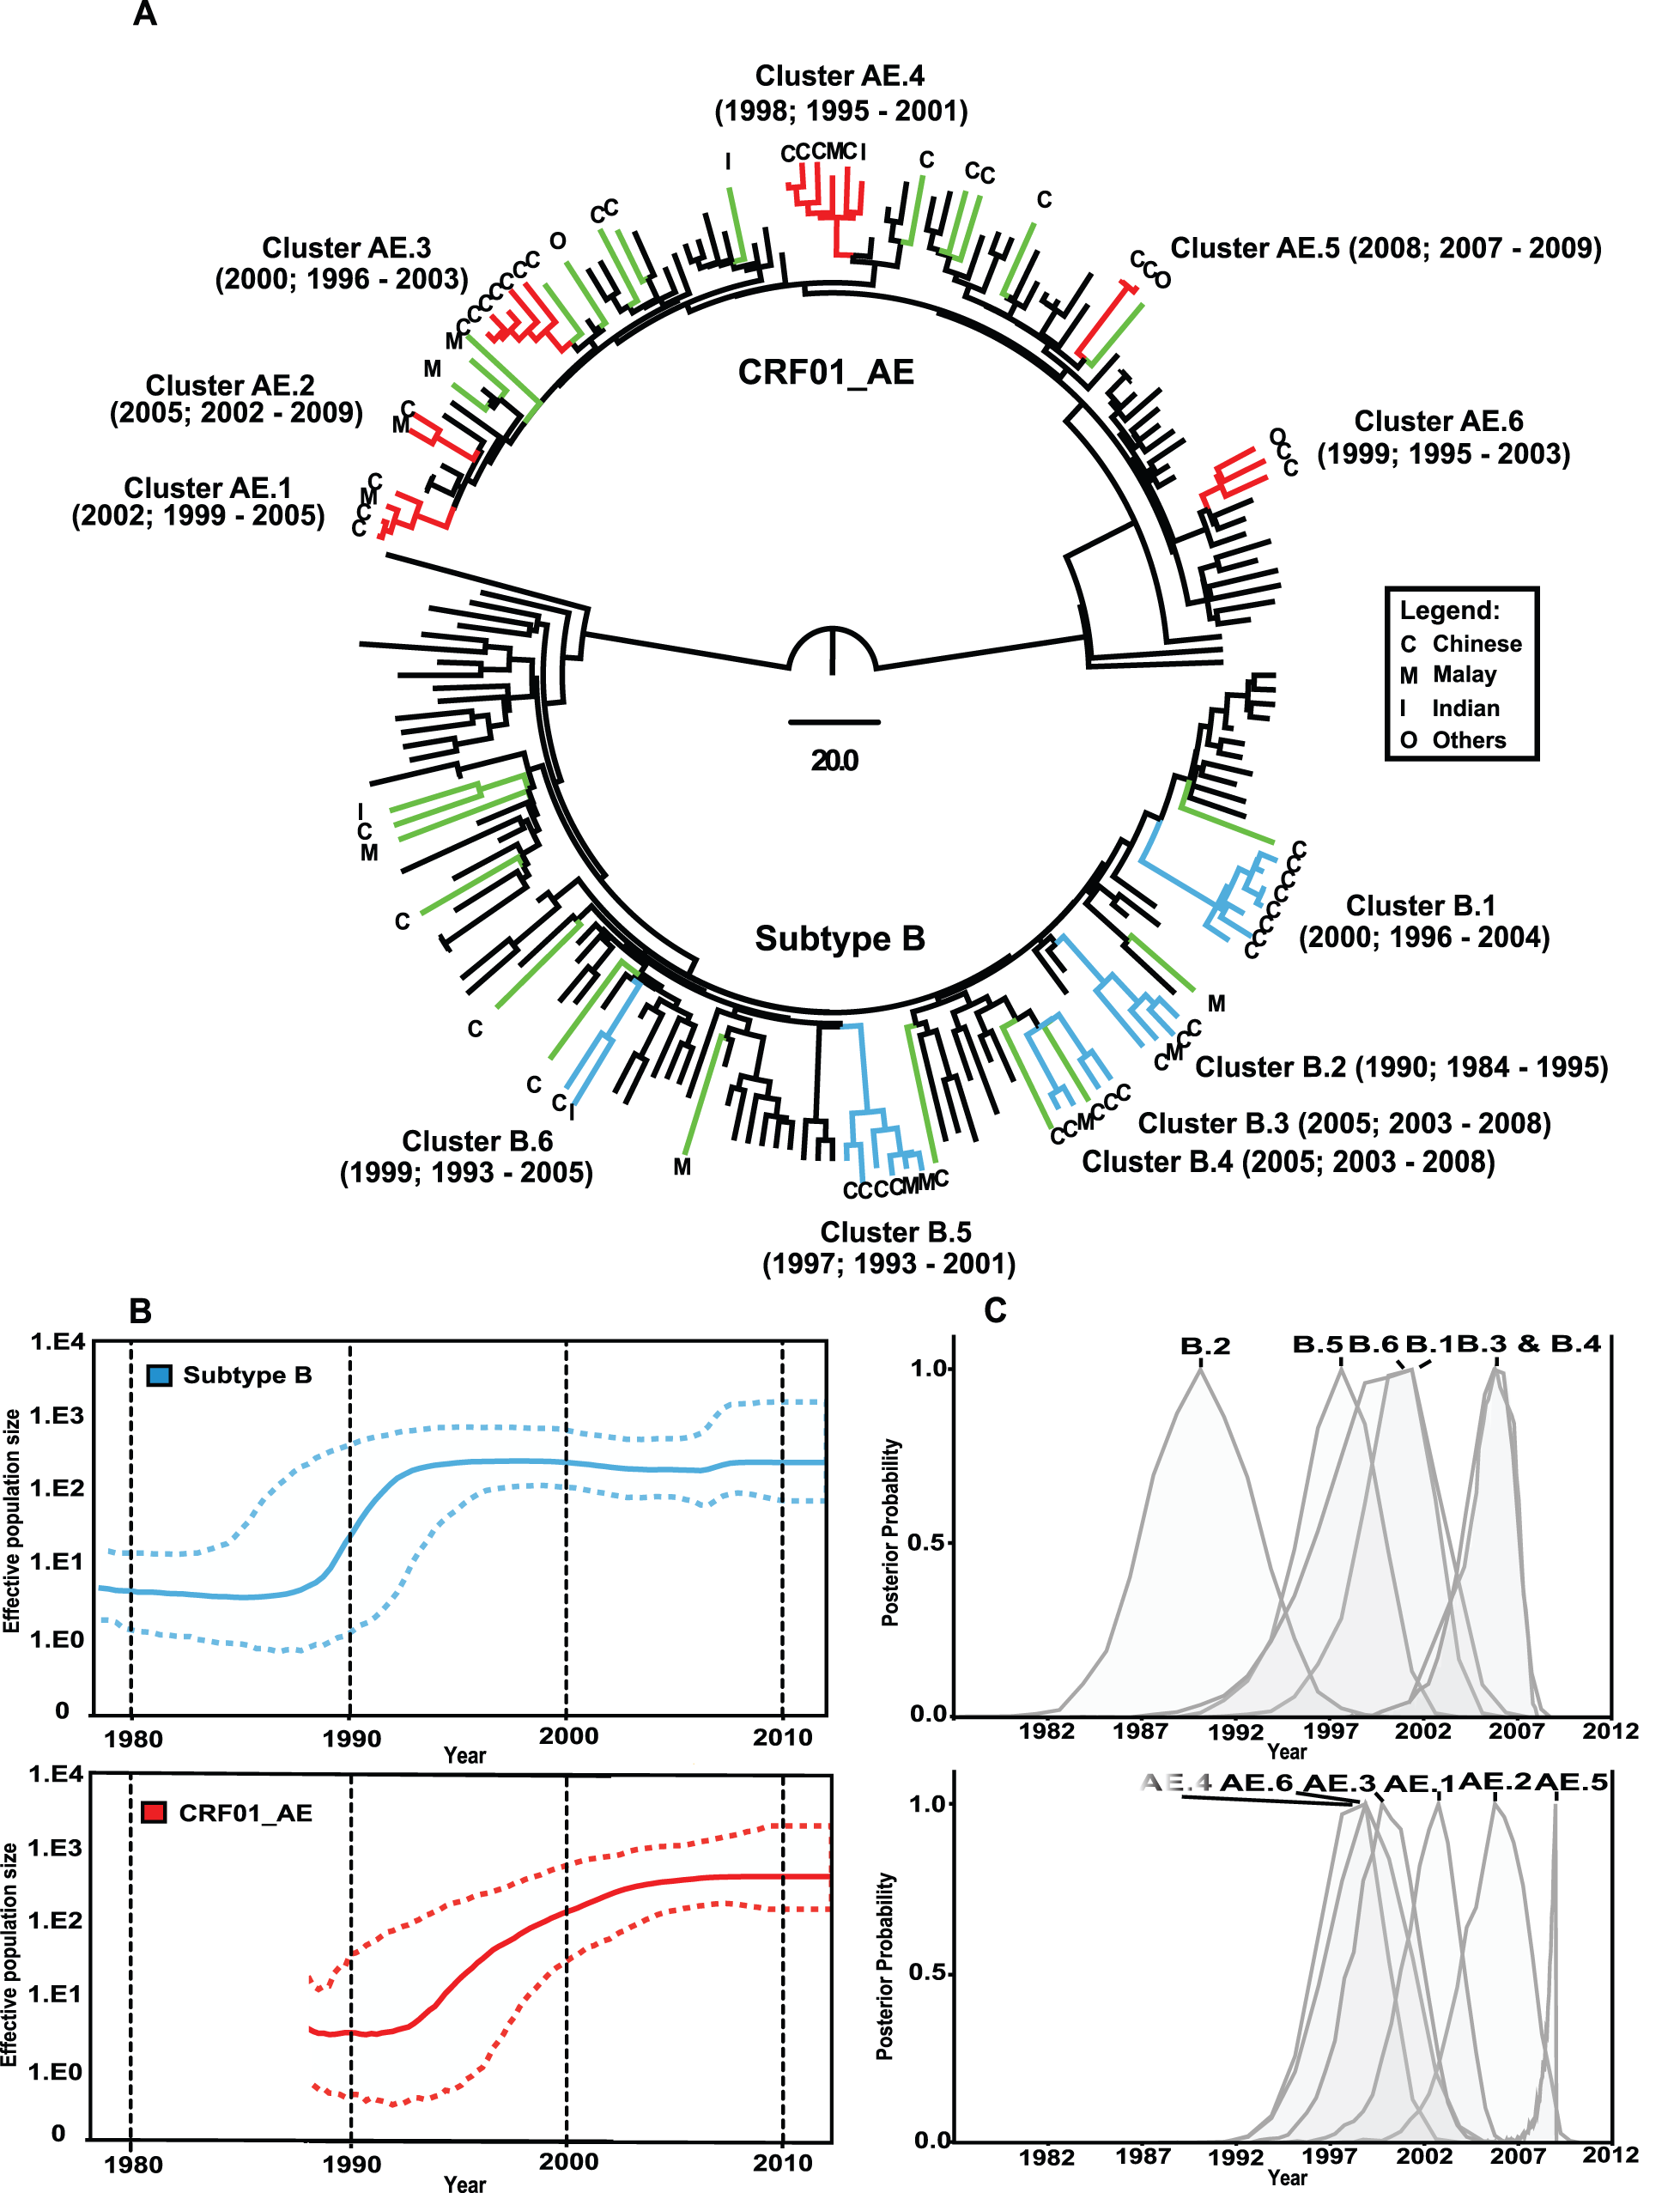 A
Cluster AE.4
(1998; 1995 - 2001)
I
CCCMCI
C
CC
C
CC
O
Cluster AE.3
(2000; 1996 - 2003)
CCCCCC
M
M
Cluster AE.5 (2008; 2007 - 2009)
CCO
CRF01_AE
Cluster AE.2
(2005; 2002 - 2009)
C
M
Cluster AE.6
(1999; 1995 - 2003)
O
C
C
Cluster AE.1
(2002; 1999 - 2005)
C
M
C
C
Legend:
C Chinese
M Malay
I Indian
O Others
20.0
I
C
M
C
C
C
C
I
M
Subtype B
Cluster B.1
(2000; 1996 - 2004)
M
CMCC
Cluster B.2 (1990; 1984 - 1995)
CCMCCC
Cluster B.3 (2005; 2003 - 2008)
Cluster B.4 (2005; 2003 - 2008)
Cluster B.6
(1999; 1993 - 2005)
CCCCMMC
Cluster B.5
(1997; 1993 - 2001)
B
1.E4
1.E3
1.E2
1.E1
1.E0
0
Effective population size
Subtype B
1980 1990 2000 2010
Year
1.E4
1.E3
1.E2
1.E1
1.E0
0
Effective population size
CRF01_AE
1980 1990 2000 2010
Year
C
B.2 B.5 B.6 B.1 B.3 & B.4
1.0
0.5
0.0
Posterior Probability
1982 1987 1992 1997 2002 2007 2012
Year
AE.4 AE.6 AE.3 AE.1 AE.2 AE.5
1.0
0.5
0.0
Posterior Probability
1982 1987 1992 1997 2002 2007 2012
Year